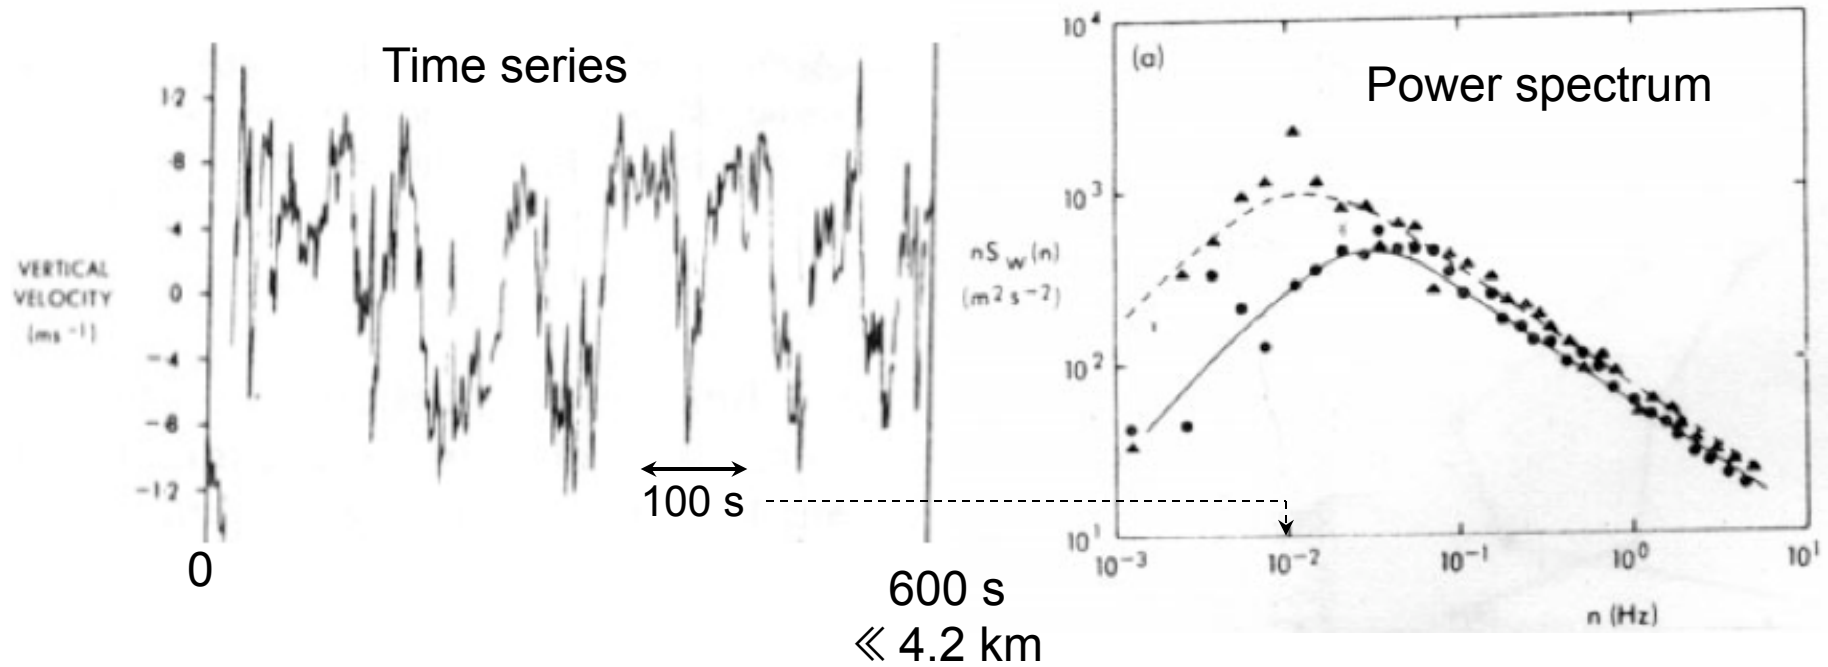 Time series
1·2
·8
·4
0
−·4
−·8
−1·2
VERTICAL
VELOCITY
(ms⁻¹)
100 s
0
600 s
≪ 4.2 km
(a)
Power spectrum
10⁴
10³
10²
10¹
nS_w(n)
(m²s⁻²)
10⁻³
10⁻²
10⁻¹
10⁰
10¹
n (Hz)